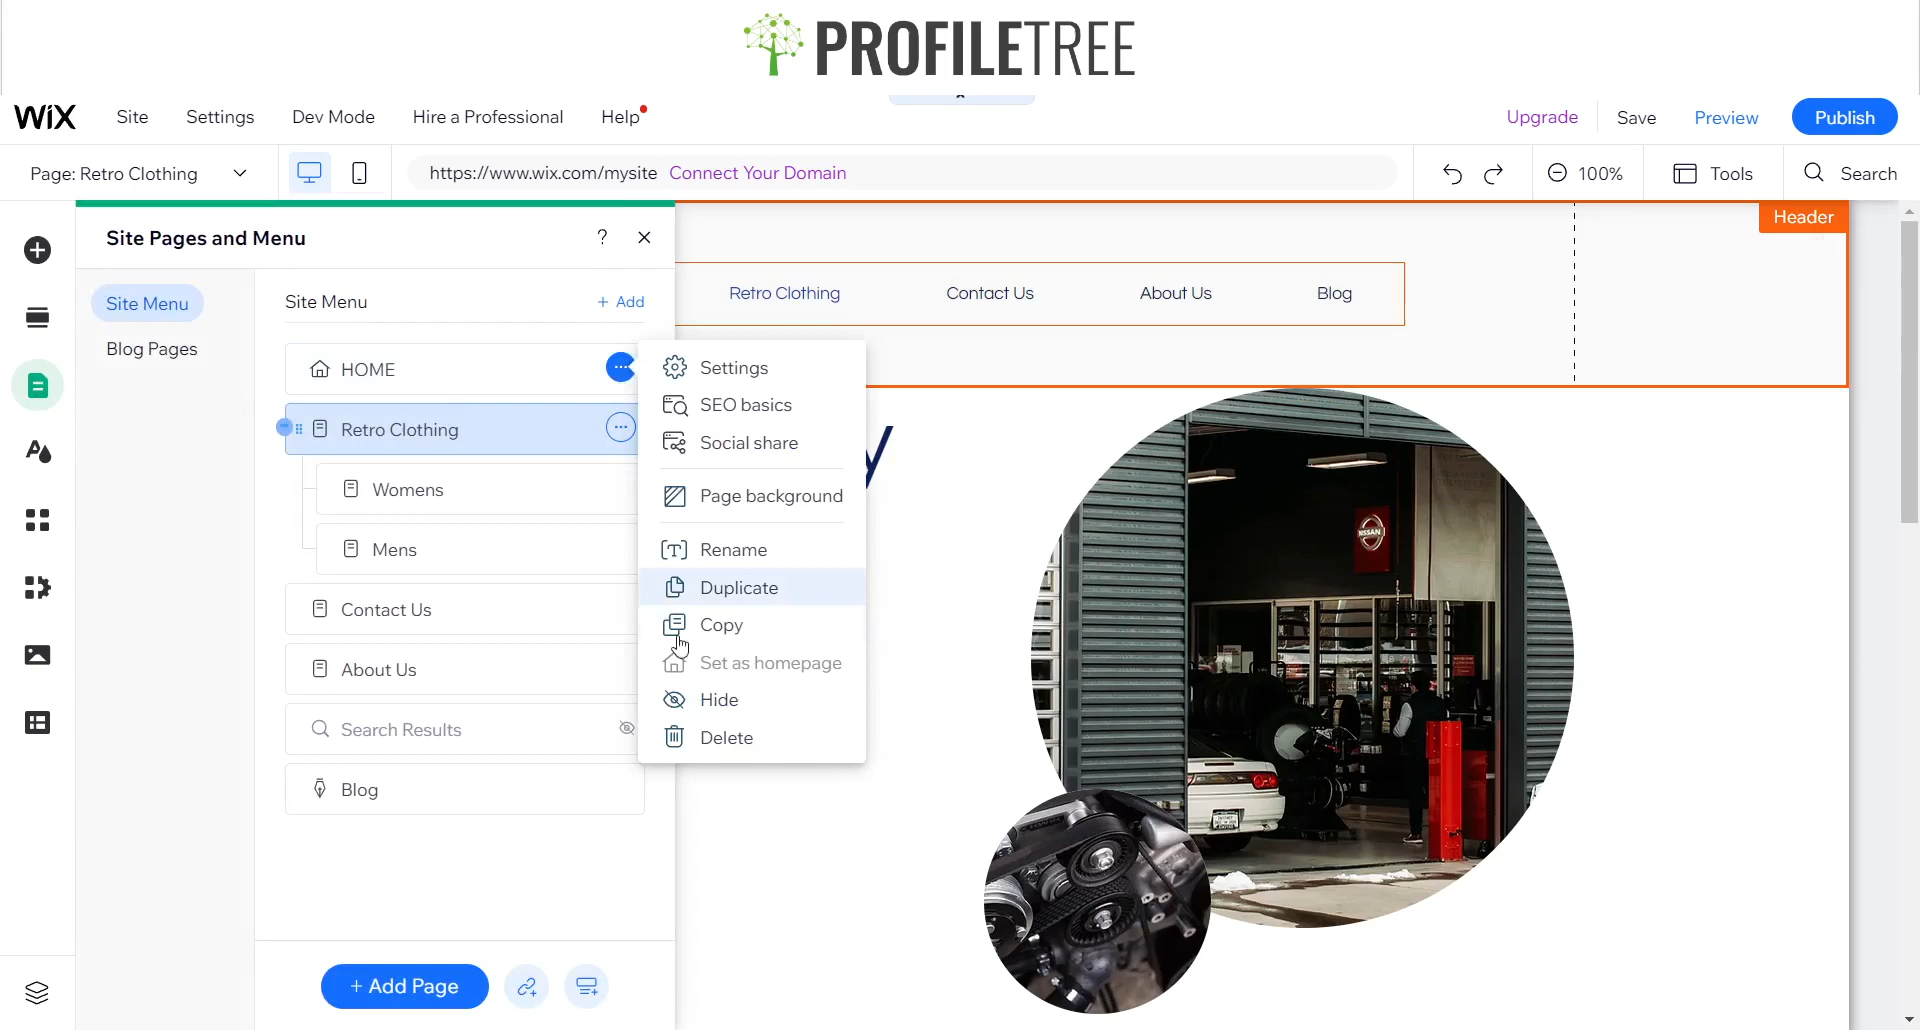 PROFILETREE
WiX Site Settings Dev Mode Hire a Professional Help Upgrade Save Preview Publish
Page: Retro Clothing https://www.wix.com/mysite Connect Your Domain 100% Tools Search
Header
Site Pages and Menu ?
Site Menu
Blog Pages
Site Menu + Add
HOME
Retro Clothing
Womens
Mens
Contact Us
About Us
Search Results
Blog
+ Add Page
Settings
SEO basics
Social share
Page background
Rename
Duplicate
Copy
Set as homepage
Hide
Delete
Retro Clothing Contact Us About Us Blog
y
NISSAN